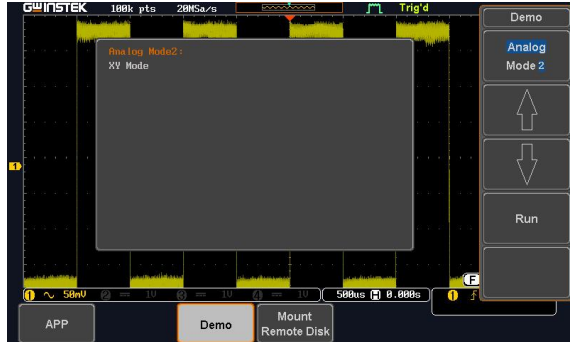 GWINSTEK 100k pts 20MSa/s Trig'd
Demo
Analog
Mode 2
Analog Mode2:
XY Mode
1
Run
F
1 50mV 2 1V 3 1V 4 1V 500us H 0.000s 1
APP
Demo
Mount
Remote Disk